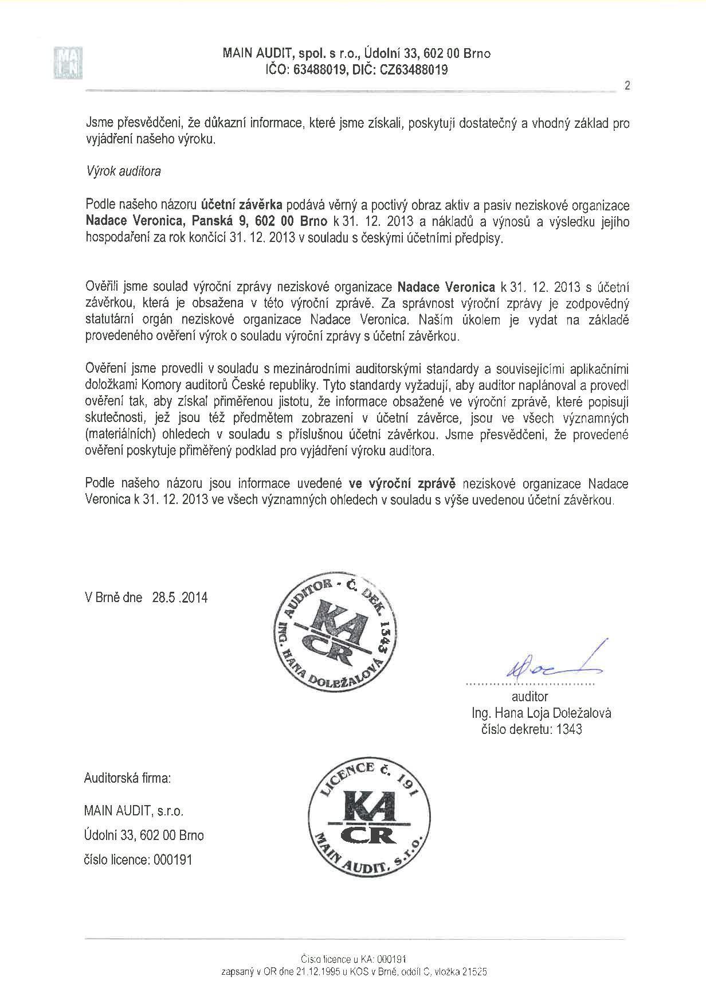 MA
IN
MAIN AUDIT, spol. s r.o., Údolní 33, 602 00 Brno
IČO: 63488019, DIČ: CZ63488019
2
Jsme přesvědčeni, že důkazní informace, které jsme získali, poskytují dostatečný a vhodný základ pro
vyjádření našeho výroku.
Výrok auditora
Podle našeho názoru účetní závěrka podává věrný a poctivý obraz aktiv a pasiv neziskové organizace
Nadace Veronica, Panská 9, 602 00 Brno k 31. 12. 2013 a nákladů a výnosů a výsledku jejího
hospodaření za rok končící 31. 12. 2013 v souladu s českými účetními předpisy.
Ověřili jsme soulad výroční zprávy neziskové organizace Nadace Veronica k 31. 12. 2013 s účetní
závěrkou, která je obsažena v této výroční zprávě. Za správnost výroční zprávy je zodpovědný
statutární orgán neziskové organizace Nadace Veronica. Naším úkolem je vydat na základě
provedeného ověření výrok o souladu výroční zprávy s účetní závěrkou.
Ověření jsme provedli v souladu s mezinárodními auditorskými standardy a souvisejícími aplikačními
doložkami Komory auditorů České republiky. Tyto standardy vyžadují, aby auditor naplánoval a provedl
ověření tak, aby získal přiměřenou jistotu, že informace obsažené ve výroční zprávě, které popisují
skutečnosti, jež jsou též předmětem zobrazení v účetní závěrce, jsou ve všech významných
(materiálních) ohledech v souladu s příslušnou účetní závěrkou. Jsme přesvědčeni, že provedené
ověření poskytuje přiměřený podklad pro vyjádření výroku auditora.
Podle našeho názoru jsou informace uvedené ve výroční zprávě neziskové organizace Nadace
Veronica k 31. 12. 2013 ve všech významných ohledech v souladu s výše uvedenou účetní závěrkou.
V Brně dne 28.5 .2014
AUDITOR - Č. DEK. 1343
KA
CR
ING. HANA DOLEŽALOVÁ
auditor
Ing. Hana Loja Doležalová
číslo dekretu: 1343
Auditorská firma:
MAIN AUDIT, s.r.o.
Údolní 33, 602 00 Brno
číslo licence: 000191
LICENCE č. 191
KA
CR
MAIN AUDIT, s.r.o.
Číslo licence u KA: 000191
zapsaný v OR dne 21.12.1995 u KOS v Brně, oddíl C, vložka 21525